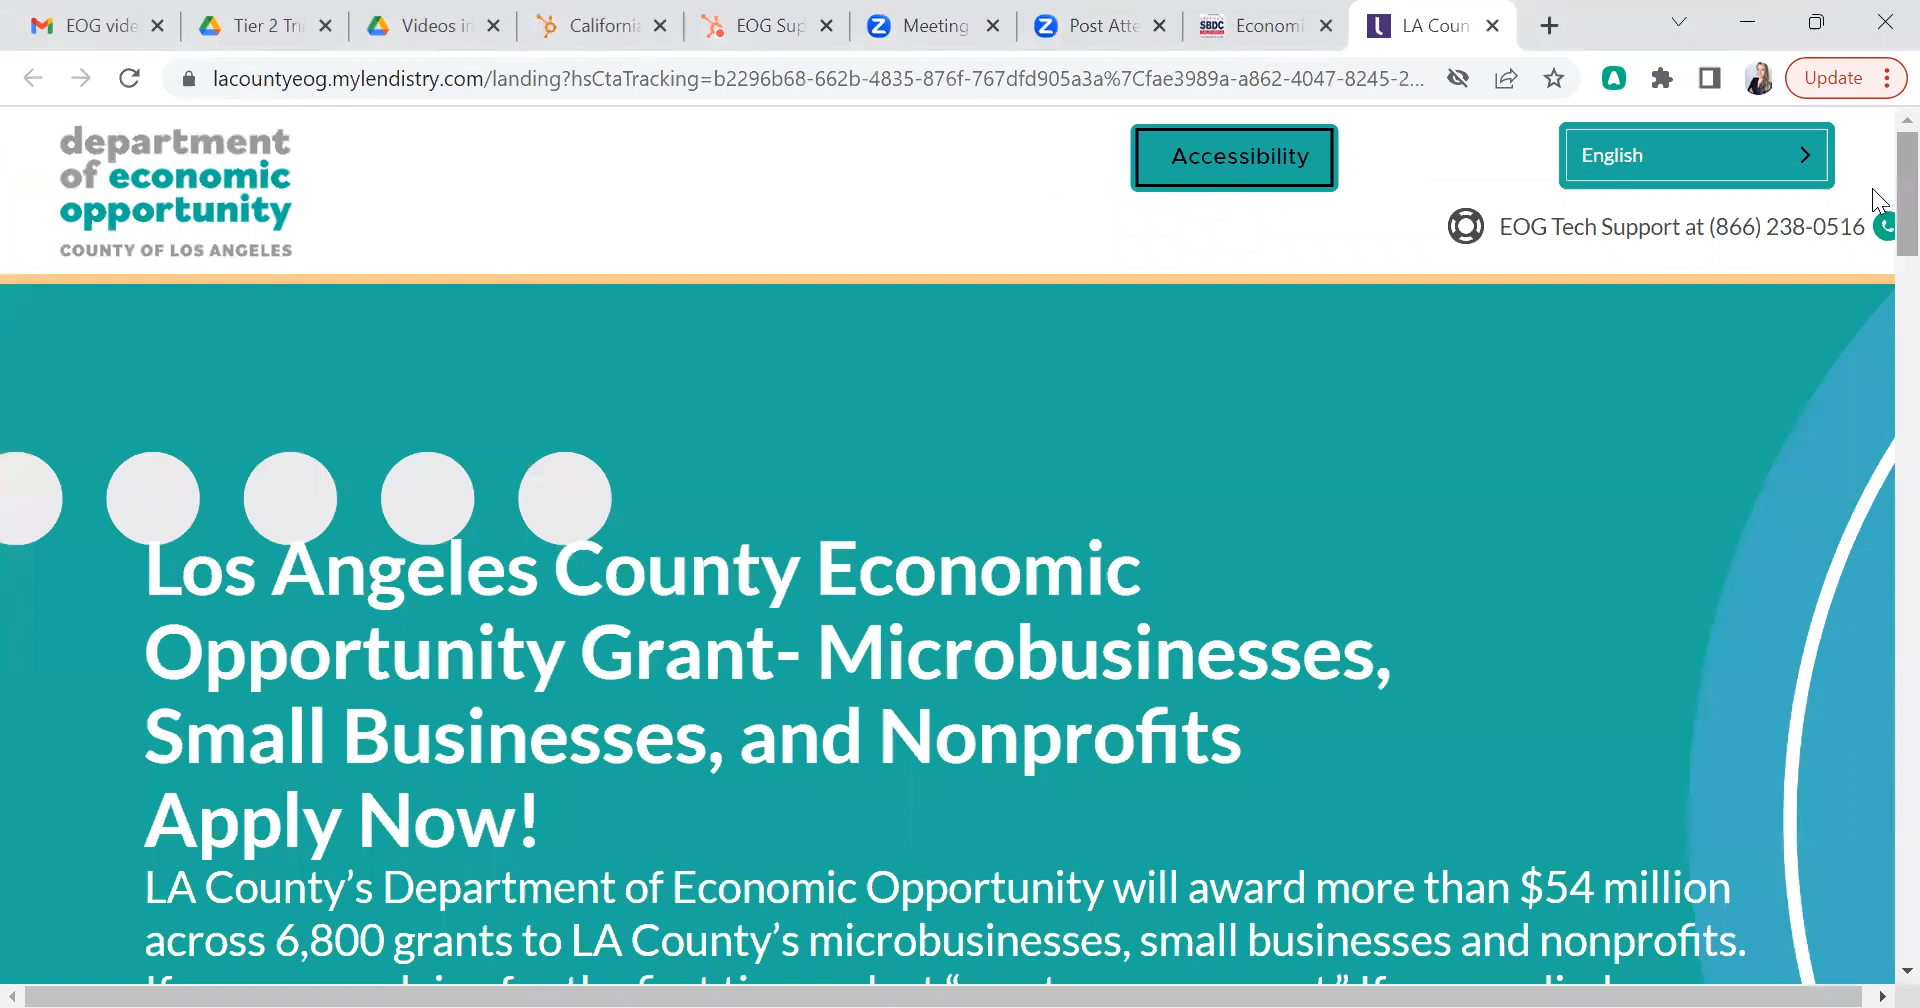 EOG vide
Tier 2 Tri
Videos in
California
EOG Sup
Meeting
Post Atte
SBDC
Economi
LA Coun
lacountyeog.mylendistry.com/landing?hsCtaTracking=b2296b68-662b-4835-876f-767dfd905a3a%7Cfae3989a-a862-4047-8245-2...
Update
department
of economic
opportunity
COUNTY OF LOS ANGELES
Accessibility
English
EOG Tech Support at (866) 238-0516
Los Angeles County Economic
Opportunity Grant- Microbusinesses,
Small Businesses, and Nonprofits
Apply Now!
LA County’s Department of Economic Opportunity will award more than $54 million
across 6,800 grants to LA County’s microbusinesses, small businesses and nonprofits.